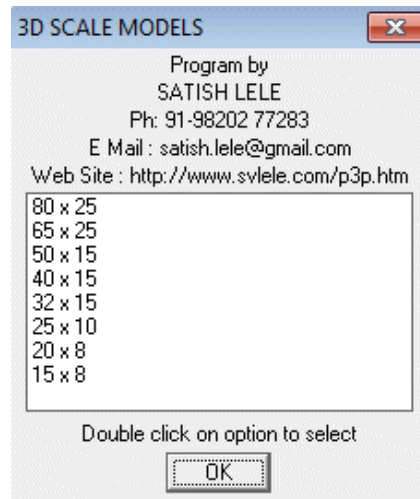 3D SCALE MODELS
Program by
SATISH LELE
Ph: 91-98202 77283
E Mail : satish.lele@gmail.com
Web Site : http://www.svlele.com/p3p.htm
80 x 25
65 x 25
50 x 15
40 x 15
32 x 15
25 x 10
20 x 8
15 x 8
Double click on option to select
OK